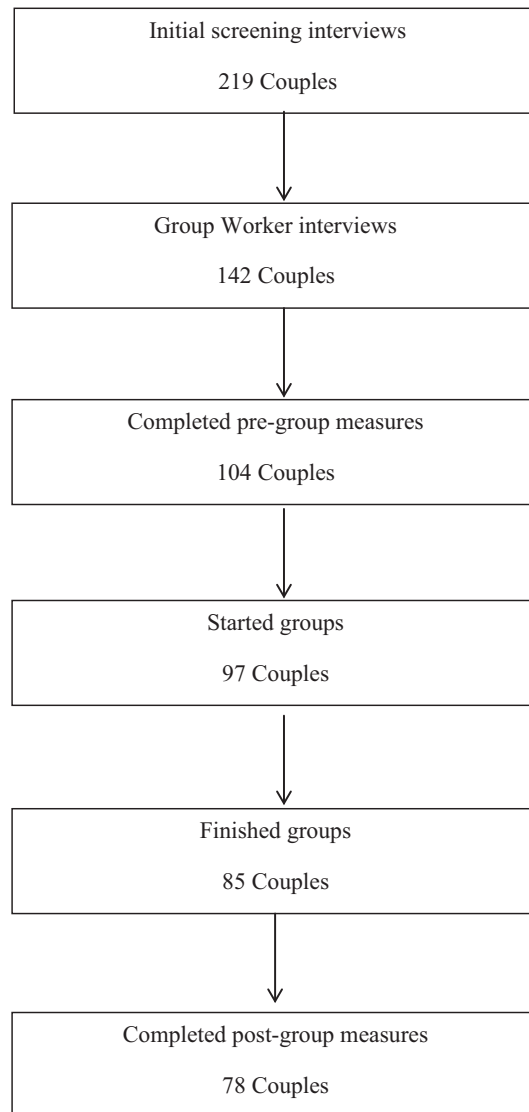 Initial screening interviews
219 Couples
Group Worker interviews
142 Couples
Completed pre-group measures
104 Couples
Started groups
97 Couples
Finished groups
85 Couples
Completed post-group measures
78 Couples